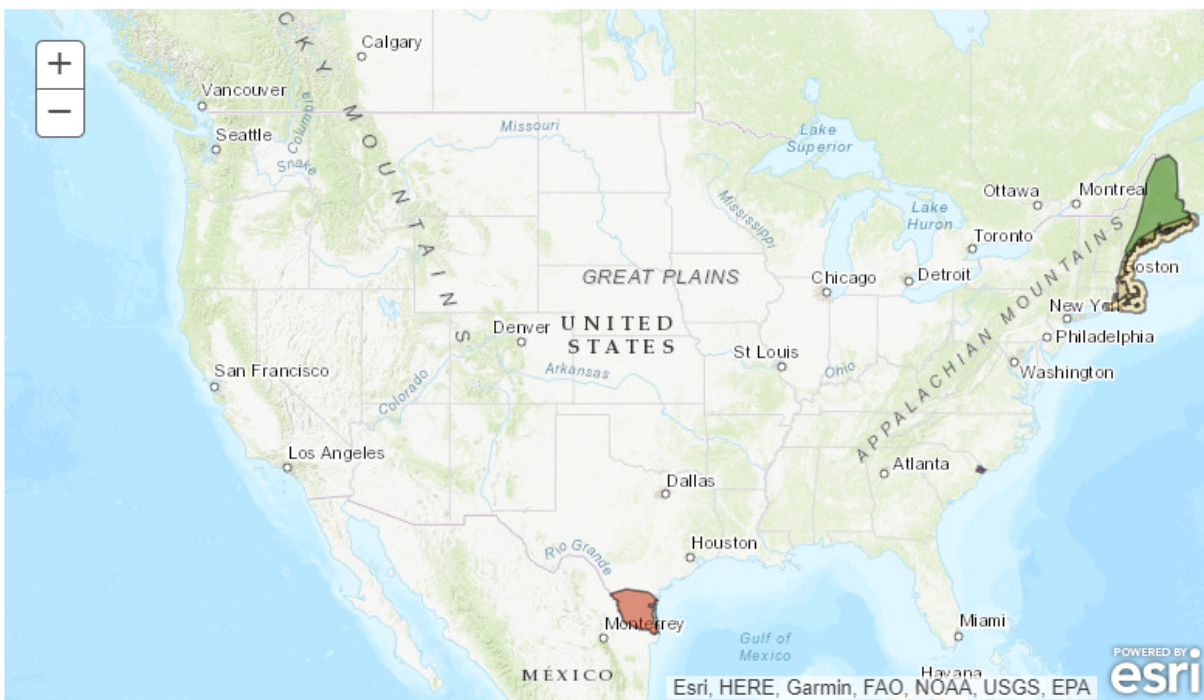 +
−
Calgary
Vancouver
Columbia
Seattle
Snake
CKY MOUNTAINS
Missouri
Lake
Superior
Mississippi
Ottawa
Montreal
Lake
Huron
Toronto
GREAT PLAINS
Chicago
Detroit
Boston
New York
Philadelphia
Washington
APPALACHIAN MOUNTAINS
Denver
UNITED
STATES
St Louis
Ohio
Arkansas
San Francisco
Colorado
Los Angeles
Atlanta
Dallas
Houston
Rio Grande
Monterrey
Miami
Gulf of
Mexico
MÉXICO
Havana
Esri, HERE, Garmin, FAO, NOAA, USGS, EPA
POWERED BY
esri